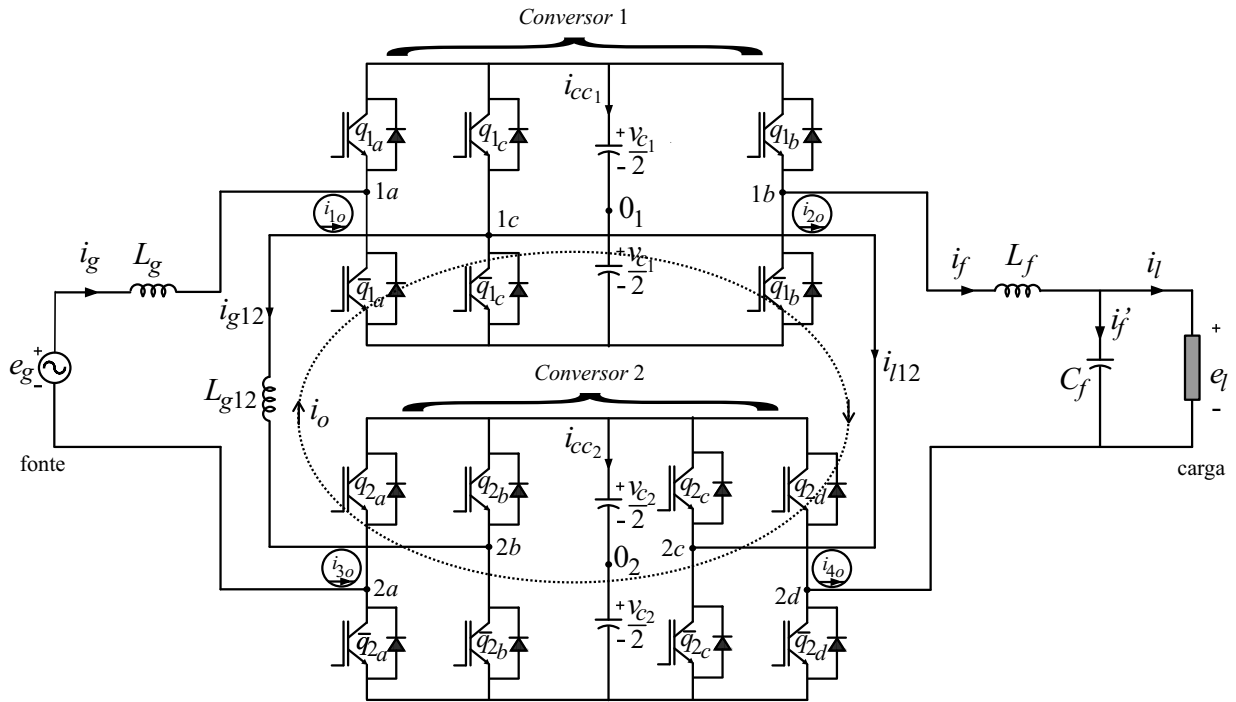 Conversor 1
i_cc1
q_1a
q_1c
+ v_c1/2 -
q_1b
1a
1b
i_1o
1c
0_1
i_2o
i_g
L_g
q̅_1a
q̅_1c
+ v_c1/2 -
q̅_1b
i_f
L_f
i_l
i_g12
i_f'
e_g + -
L_g12
i_o
Conversor 2
i_l12
C_f
+ e_l -
fonte
carga
i_cc2
q_2a
q_2b
+ v_c2/2 -
q_2c
q_2d
2b
0_2
2c
i_3o
i_4o
2a
2d
q̅_2a
q̅_2b
+ v_c2/2 -
q̅_2c
q̅_2d